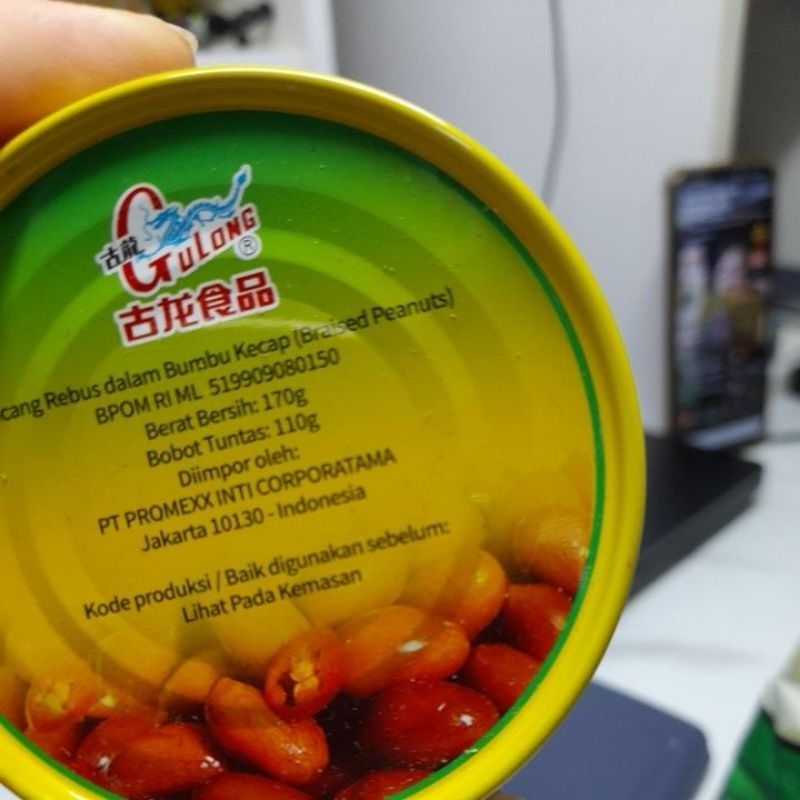 古龍
GULONG®
古龙食品
cang Rebus dalam Bumbu Kecap (Braised Peanuts)
BPOM RI ML 519909080150
Berat Bersih: 170g
Bobot Tuntas: 110g
Diimpor oleh:
PT PROMEXX INTI CORPORATAMA
Jakarta 10130 - Indonesia
Kode produksi / Baik digunakan sebelum:
Lihat Pada Kemasan